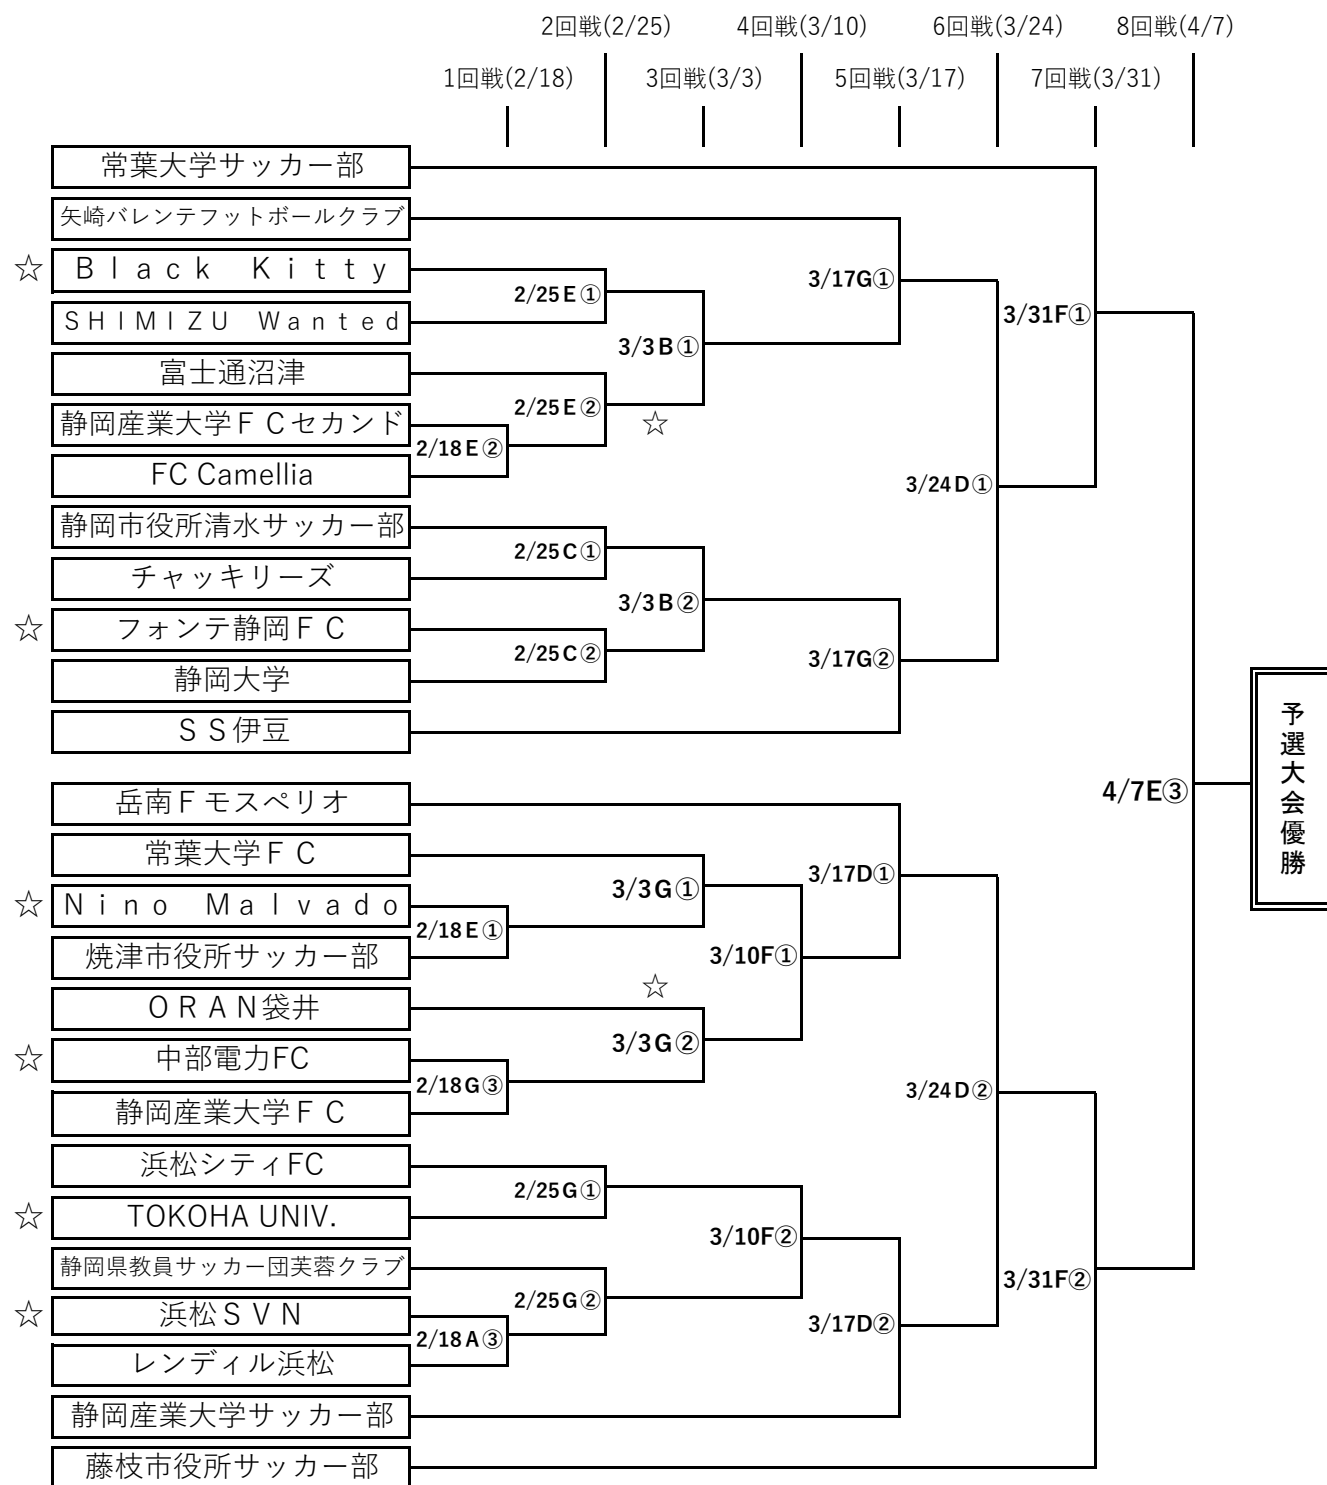 2回戦(2/25) 4回戦(3/10) 6回戦(3/24) 8回戦(4/7)
1回戦(2/18) 3回戦(3/3) 5回戦(3/17) 7回戦(3/31)
常葉大学サッカー部
矢崎バレンテフットボールクラブ
☆ Ｂｌａｃｋ　Ｋｉｔｔｙ
3/17G①
2/25E①
ＳＨＩＭＩＺＵ　Ｗａｎｔｅｄ
3/31F①
3/3B①
富士通沼津
2/25E②
静岡産業大学ＦＣセカンド
☆
2/18E②
FC Camellia
3/24D①
静岡市役所清水サッカー部
2/25C①
チャッキリーズ
3/3B②
☆ フォンテ静岡ＦＣ
2/25C②
3/17G②
静岡大学
ＳＳ伊豆
予選大会優勝
4/7E③
岳南Ｆモスペリオ
常葉大学ＦＣ
3/17D①
3/3G①
☆ Ｎｉｎｏ　Ｍａｌｖａｄｏ
2/18E①
焼津市役所サッカー部
3/10F①
☆
ＯＲＡＮ袋井
3/3G②
☆ 中部電力FC
2/18G③
3/24D②
静岡産業大学ＦＣ
浜松シティFC
2/25G①
☆ TOKOHA UNIV.
3/10F②
静岡県教員サッカー団芙蓉クラブ
3/31F②
2/25G②
☆ 浜松ＳＶＮ
3/17D②
2/18A③
レンディル浜松
静岡産業大学サッカー部
藤枝市役所サッカー部